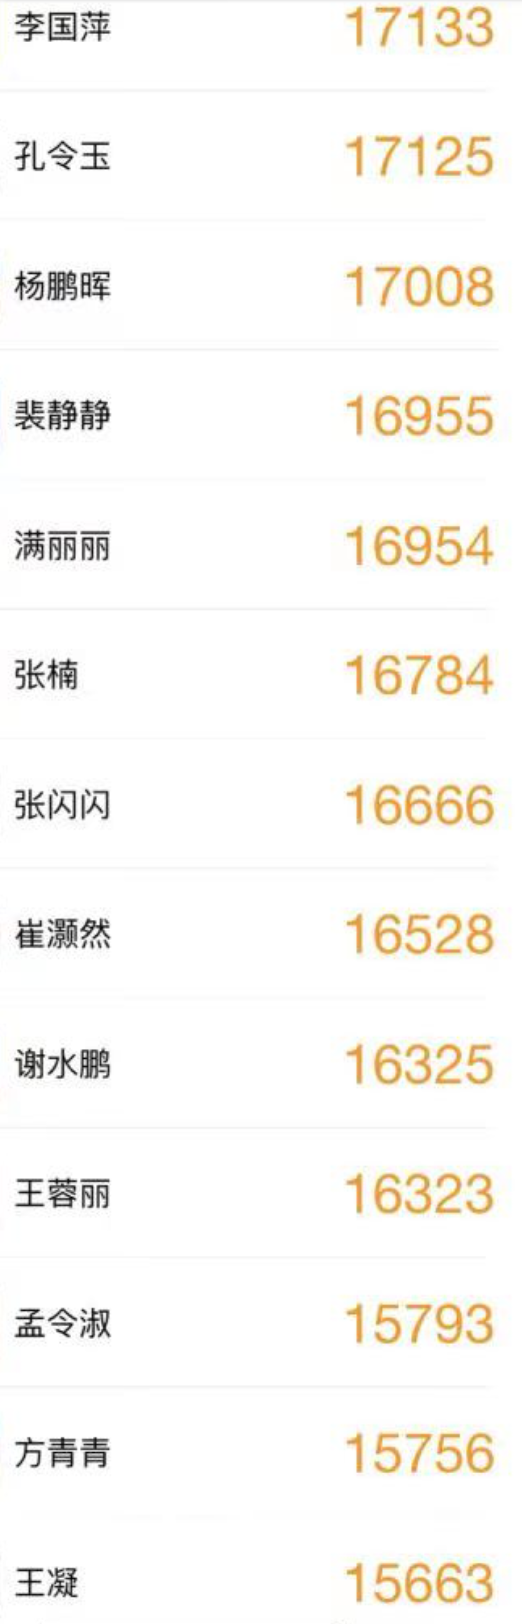 李国萍 17133
孔令玉 17125
杨鹏晖 17008
裴静静 16955
满丽丽 16954
张楠 16784
张闪闪 16666
崔灏然 16528
谢水鹏 16325
王蓉丽 16323
孟令淑 15793
方青青 15756
王凝 15663